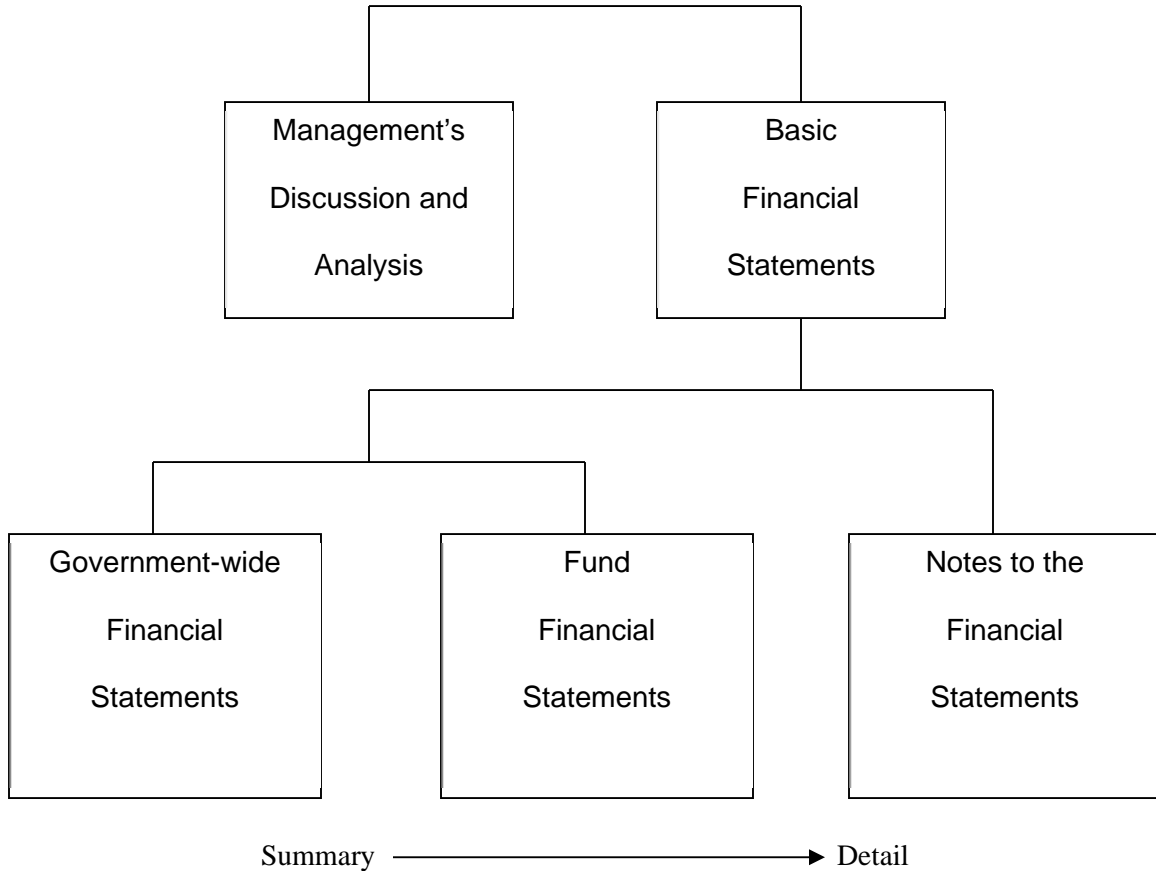 Management’s
Discussion and
Analysis
Basic
Financial
Statements
Government-wide
Financial
Statements
Fund
Financial
Statements
Notes to the
Financial
Statements
Summary
Detail